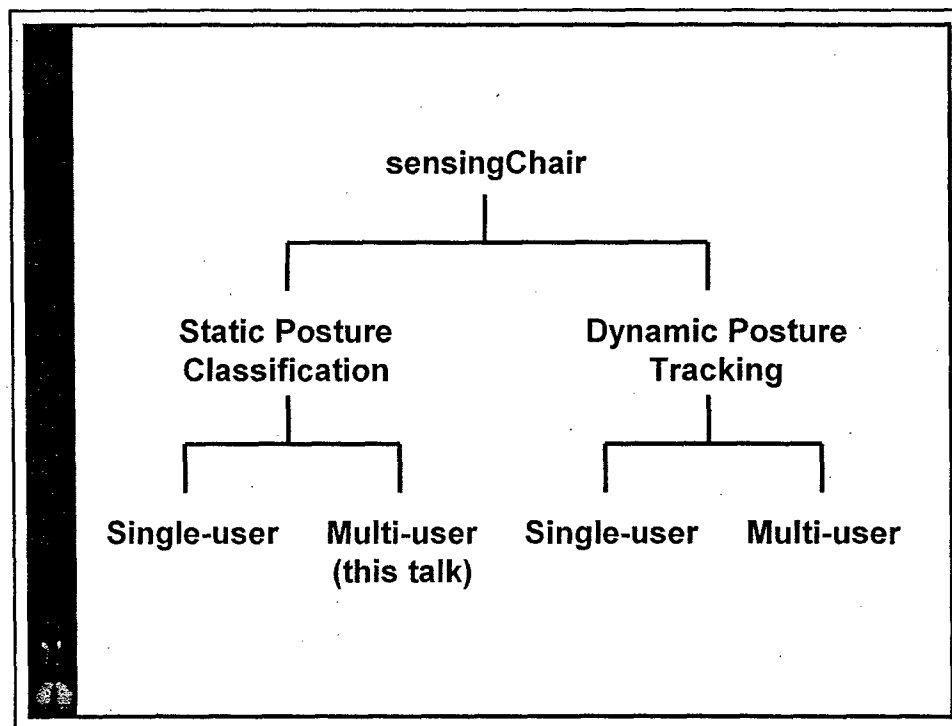 sensingChair
Static Posture
Classification
Dynamic Posture
Tracking
Single-user
Multi-user
(this talk)
Single-user
Multi-user